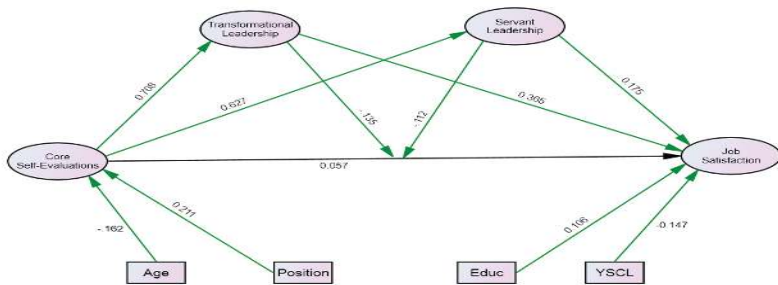 Transformational
Leadership
Servant
Leadership
0.708
0.627
-.135
-.112
0.365
0.175
Core
Self-Evaluations
0.057
Job
Satisfaction
-.162
0.211
0.106
-0.147
Age
Position
Educ
YSCL